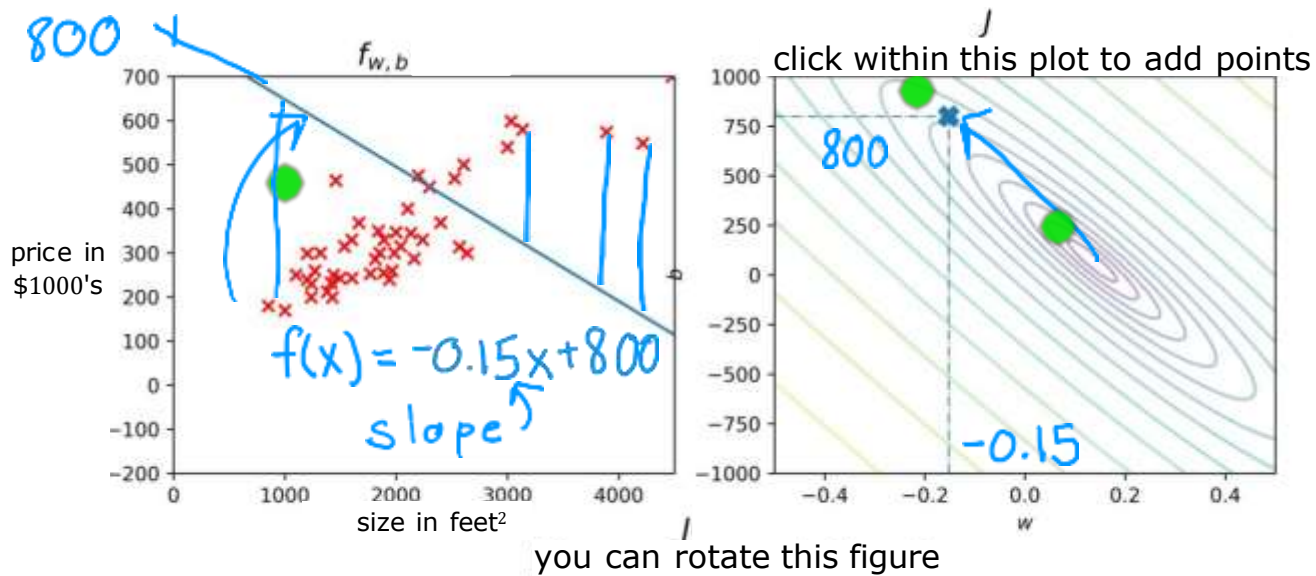 800
f_{w,b}
J
click within this plot to add points
700
600
500
400
300
200
100
0
−100
−200
price in
$1000's
f(x) = -0.15x+800
slope
0 1000 2000 3000 4000
size in feet²
1000
750
500
250
0
−250
−500
−750
−1000
b
800
-0.15
−0.4 −0.2 0.0 0.2 0.4
w
you can rotate this figure